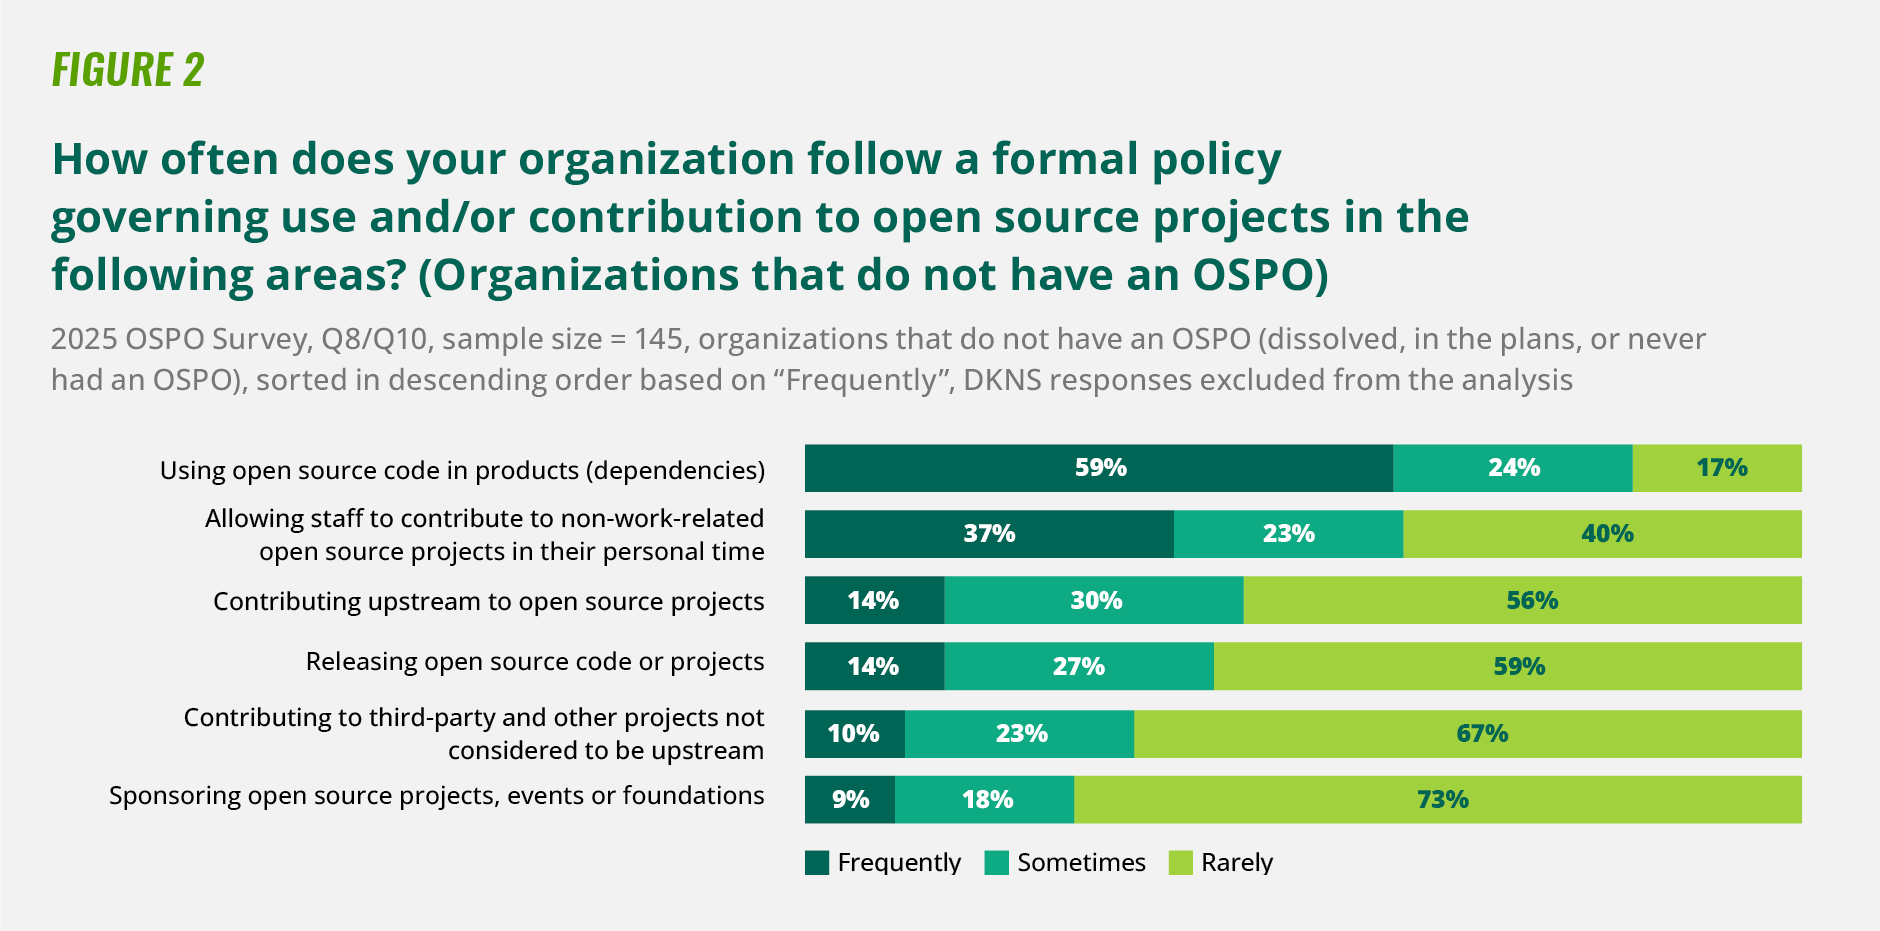 FIGURE 2
How often does your organization follow a formal policy
governing use and/or contribution to open source projects in the
following areas? (Organizations that do not have an OSPO)
2025 OSPO Survey, Q8/Q10, sample size = 145, organizations that do not have an OSPO (dissolved, in the plans, or never
had an OSPO), sorted in descending order based on “Frequently”, DKNS responses excluded from the analysis
Using open source code in products (dependencies)
59% 24% 17%
Allowing staff to contribute to non-work-related
open source projects in their personal time
37% 23% 40%
Contributing upstream to open source projects
14% 30% 56%
Releasing open source code or projects
14% 27% 59%
Contributing to third-party and other projects not
considered to be upstream
10% 23% 67%
Sponsoring open source projects, events or foundations
9% 18% 73%
Frequently Sometimes Rarely